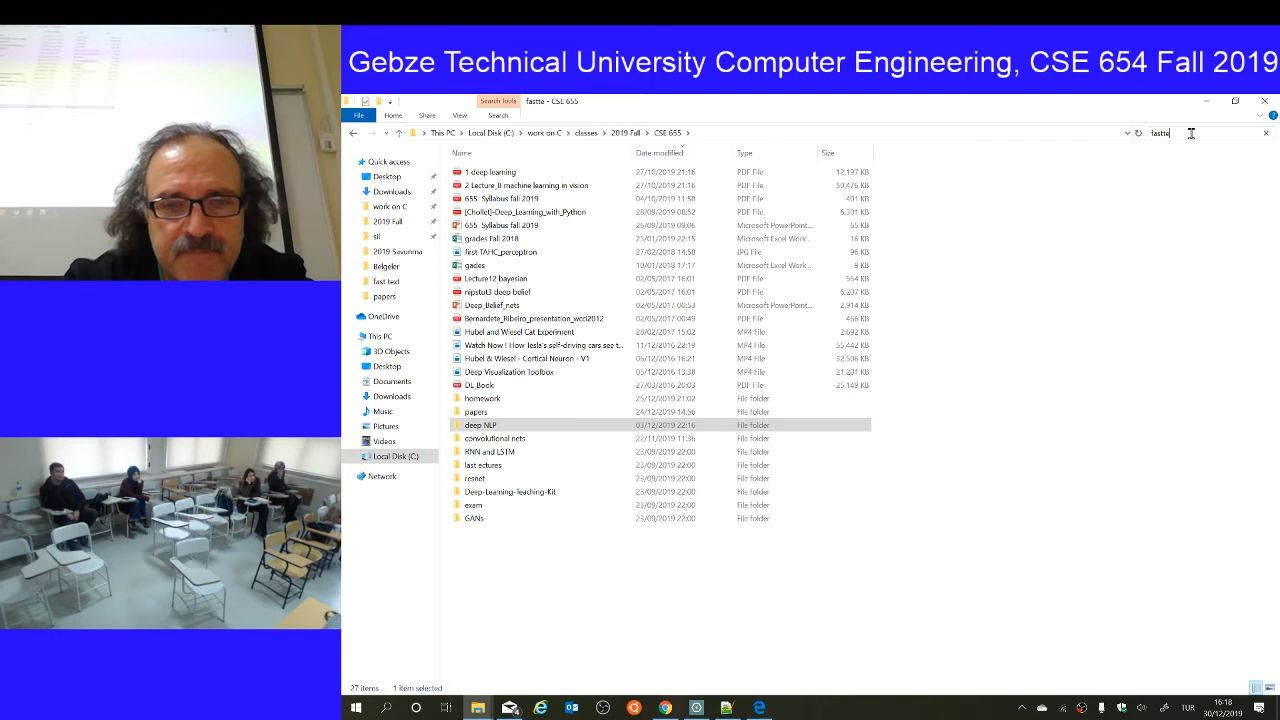 Gebze Technical University Computer Engineering, CSE 654 Fall 2019
Search Tools fastte - CSE 655
File Home Share View Search
This PC > Local Disk (C:) > work on C > classes > 2019 Fall > CSE 655 > fastte
Name Date modified Type Size
Quick access
Desktop
Downloads
work on C
2019 Fall
sil
2019 Savunma
Belgeler
fast text
papers
OneDrive
This PC
3D Objects
Desktop
Documents
Downloads
Music
Pictures
Videos
Local Disk (C:)
Network
1 deep learning 27/10/2019 21:16 PDF File 12,197 KB
2 Lecture_8 machine learning in vision 27/10/2019 21:16 PDF File 50,476 KB
655 Syllabus fall 2019 04/10/2019 11:58 PDF File 401 KB
[Chollet]-Deep_Learning_with_Python 28/09/2019 08:52 PDF File 6,301 KB
655 Syllabus fall 2019 26/09/2019 09:06 Microsoft PowerPoint... 65 KB
grades Fall 2018 23/01/2019 22:15 Microsoft Excel Work... 16 KB
first TAHC_perceptron 27/02/2018 14:58 JPG File 96 KB
gades 10/01/2018 17:17 Microsoft Excel Work... 9 KB
Lecture12 bayesian 02/05/2017 16:01 PDF File 554 KB
nipstut3 deep belief 02/05/2017 16:01 PDF File 6,207 KB
Deep_Belief_nets 02/05/2017 00:53 Microsoft PowerPoint... 2,914 KB
Bernardete_Ribeiro_presentation_wcci2012 02/05/2017 00:49 PDF File 466 KB
Hubel and Wiesel Cat Experiment 28/02/2017 15:02 MP4 File 2,692 KB
Watch Now ! How Tesla's self-driving cars see t... 11/12/2016 22:19 MP4 File 55,442 KB
Hubel & Wiesel - Cortical Neuron - V1 06/12/2016 16:21 MP4 File 32,506 KB
Deep Visualization Toolbox 05/12/2016 13:38 MP4 File 21,201 KB
DL_Book 27/03/2016 20:03 PDF File 25,149 KB
homework 25/12/2019 21:02 File folder
papers 24/12/2019 14:56 File folder
deep NLP 03/12/2019 22:16 File folder
convolutional nets 22/11/2019 11:36 File folder
RNN and LSTM 23/09/2019 22:00 File folder
last ectures 23/09/2019 22:00 File folder
resnet 23/09/2019 22:00 File folder
Deep-Learning-Teaching-Kit 23/09/2019 22:00 File folder
exam 23/09/2019 22:00 File folder
GANs 23/09/2019 22:00 File folder
27 items 1 item selected
TUR 16:18
30/12/2019